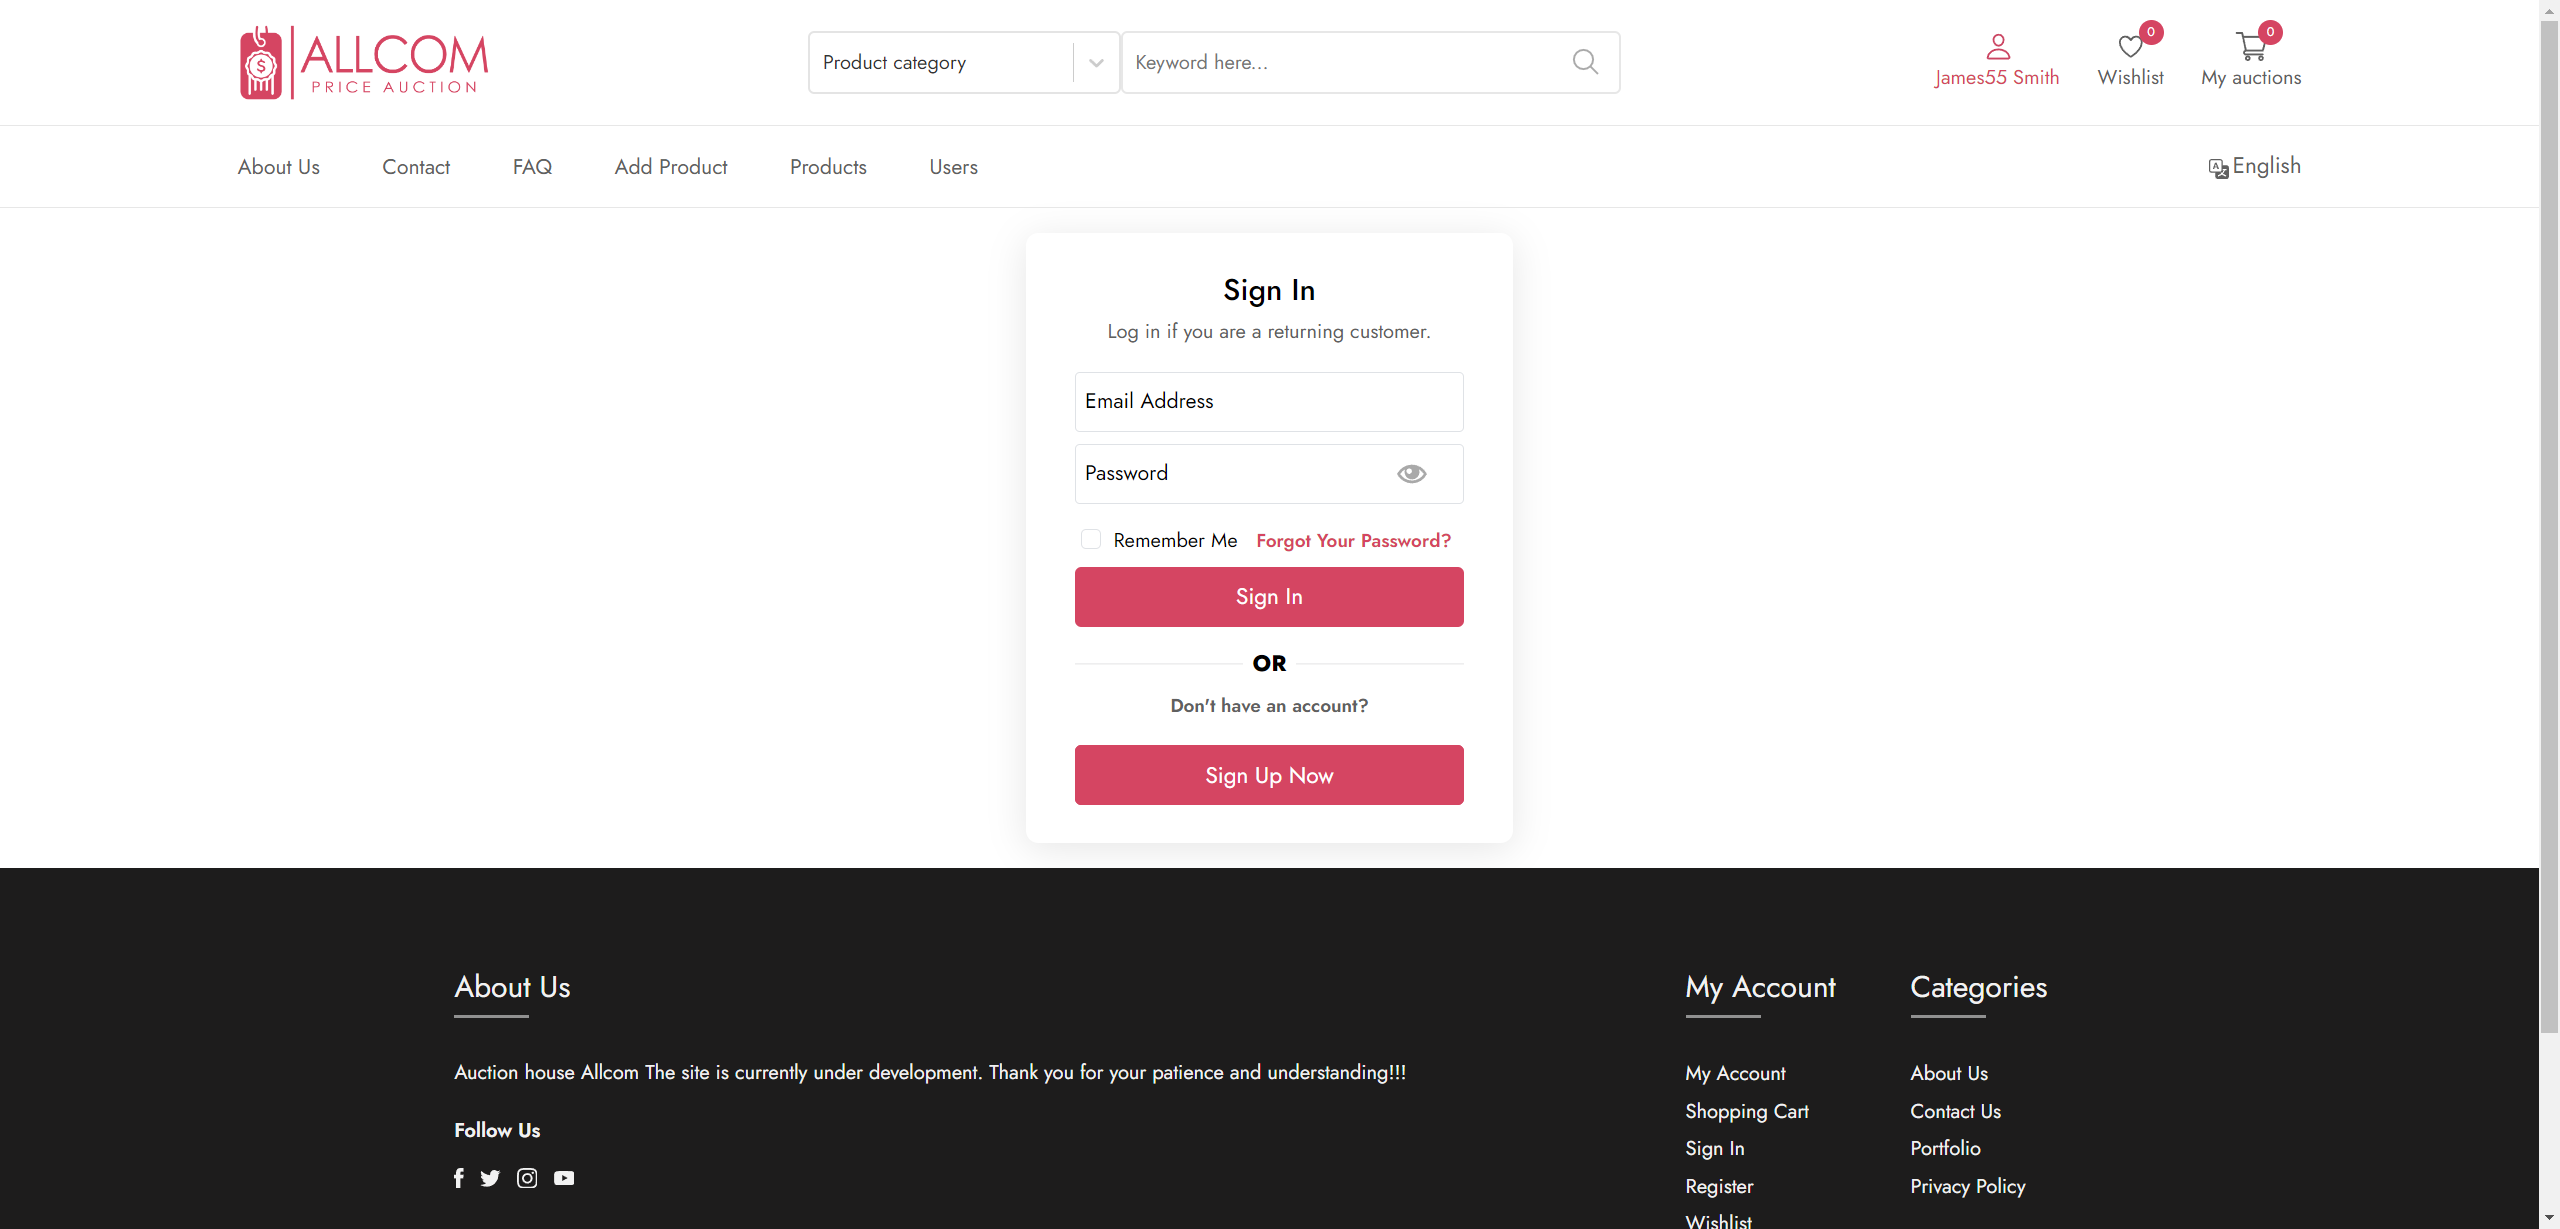 ALLCOM
PRICE AUCTION
Product category
Keyword here...
James55 Smith
0
Wishlist
0
My auctions
About Us
Contact
FAQ
Add Product
Products
Users
English
Sign In
Log in if you are a returning customer.
Email Address
Password
Remember Me
Forgot Your Password?
Sign In
OR
Don't have an account?
Sign Up Now
About Us
Auction house Allcom The site is currently under development. Thank you for your patience and understanding!!!
Follow Us
My Account
My Account
Shopping Cart
Sign In
Register
Wishlist
Categories
About Us
Contact Us
Portfolio
Privacy Policy